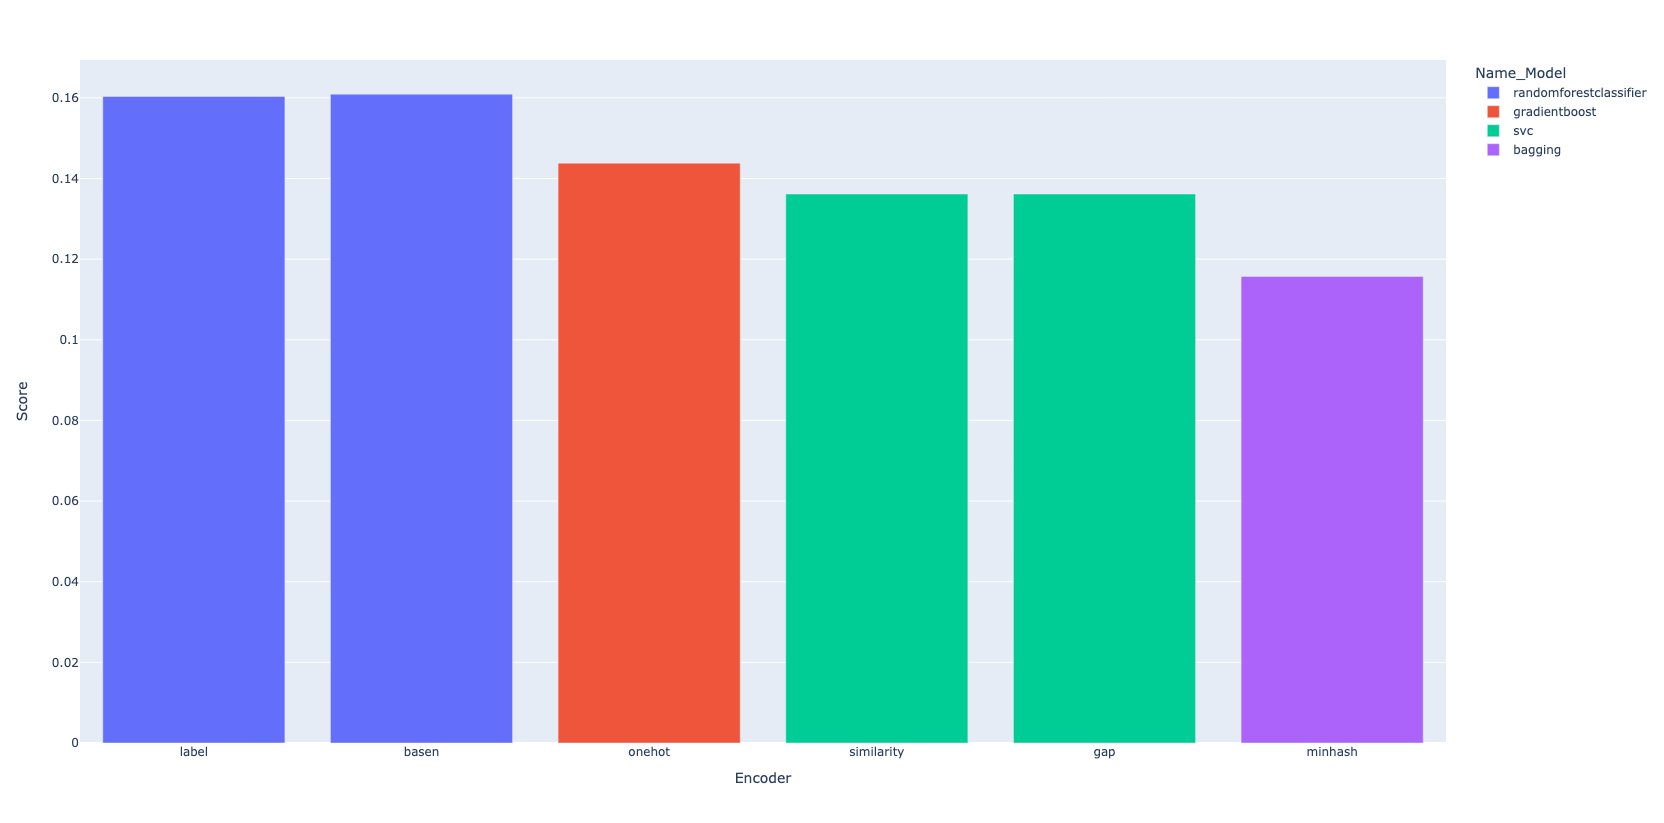 Name_Model
randomforestclassifier
gradientboost
svc
bagging
0.16
0.14
0.12
0.1
0.08
0.06
0.04
0.02
0
Score
label basen onehot similarity gap minhash
Encoder